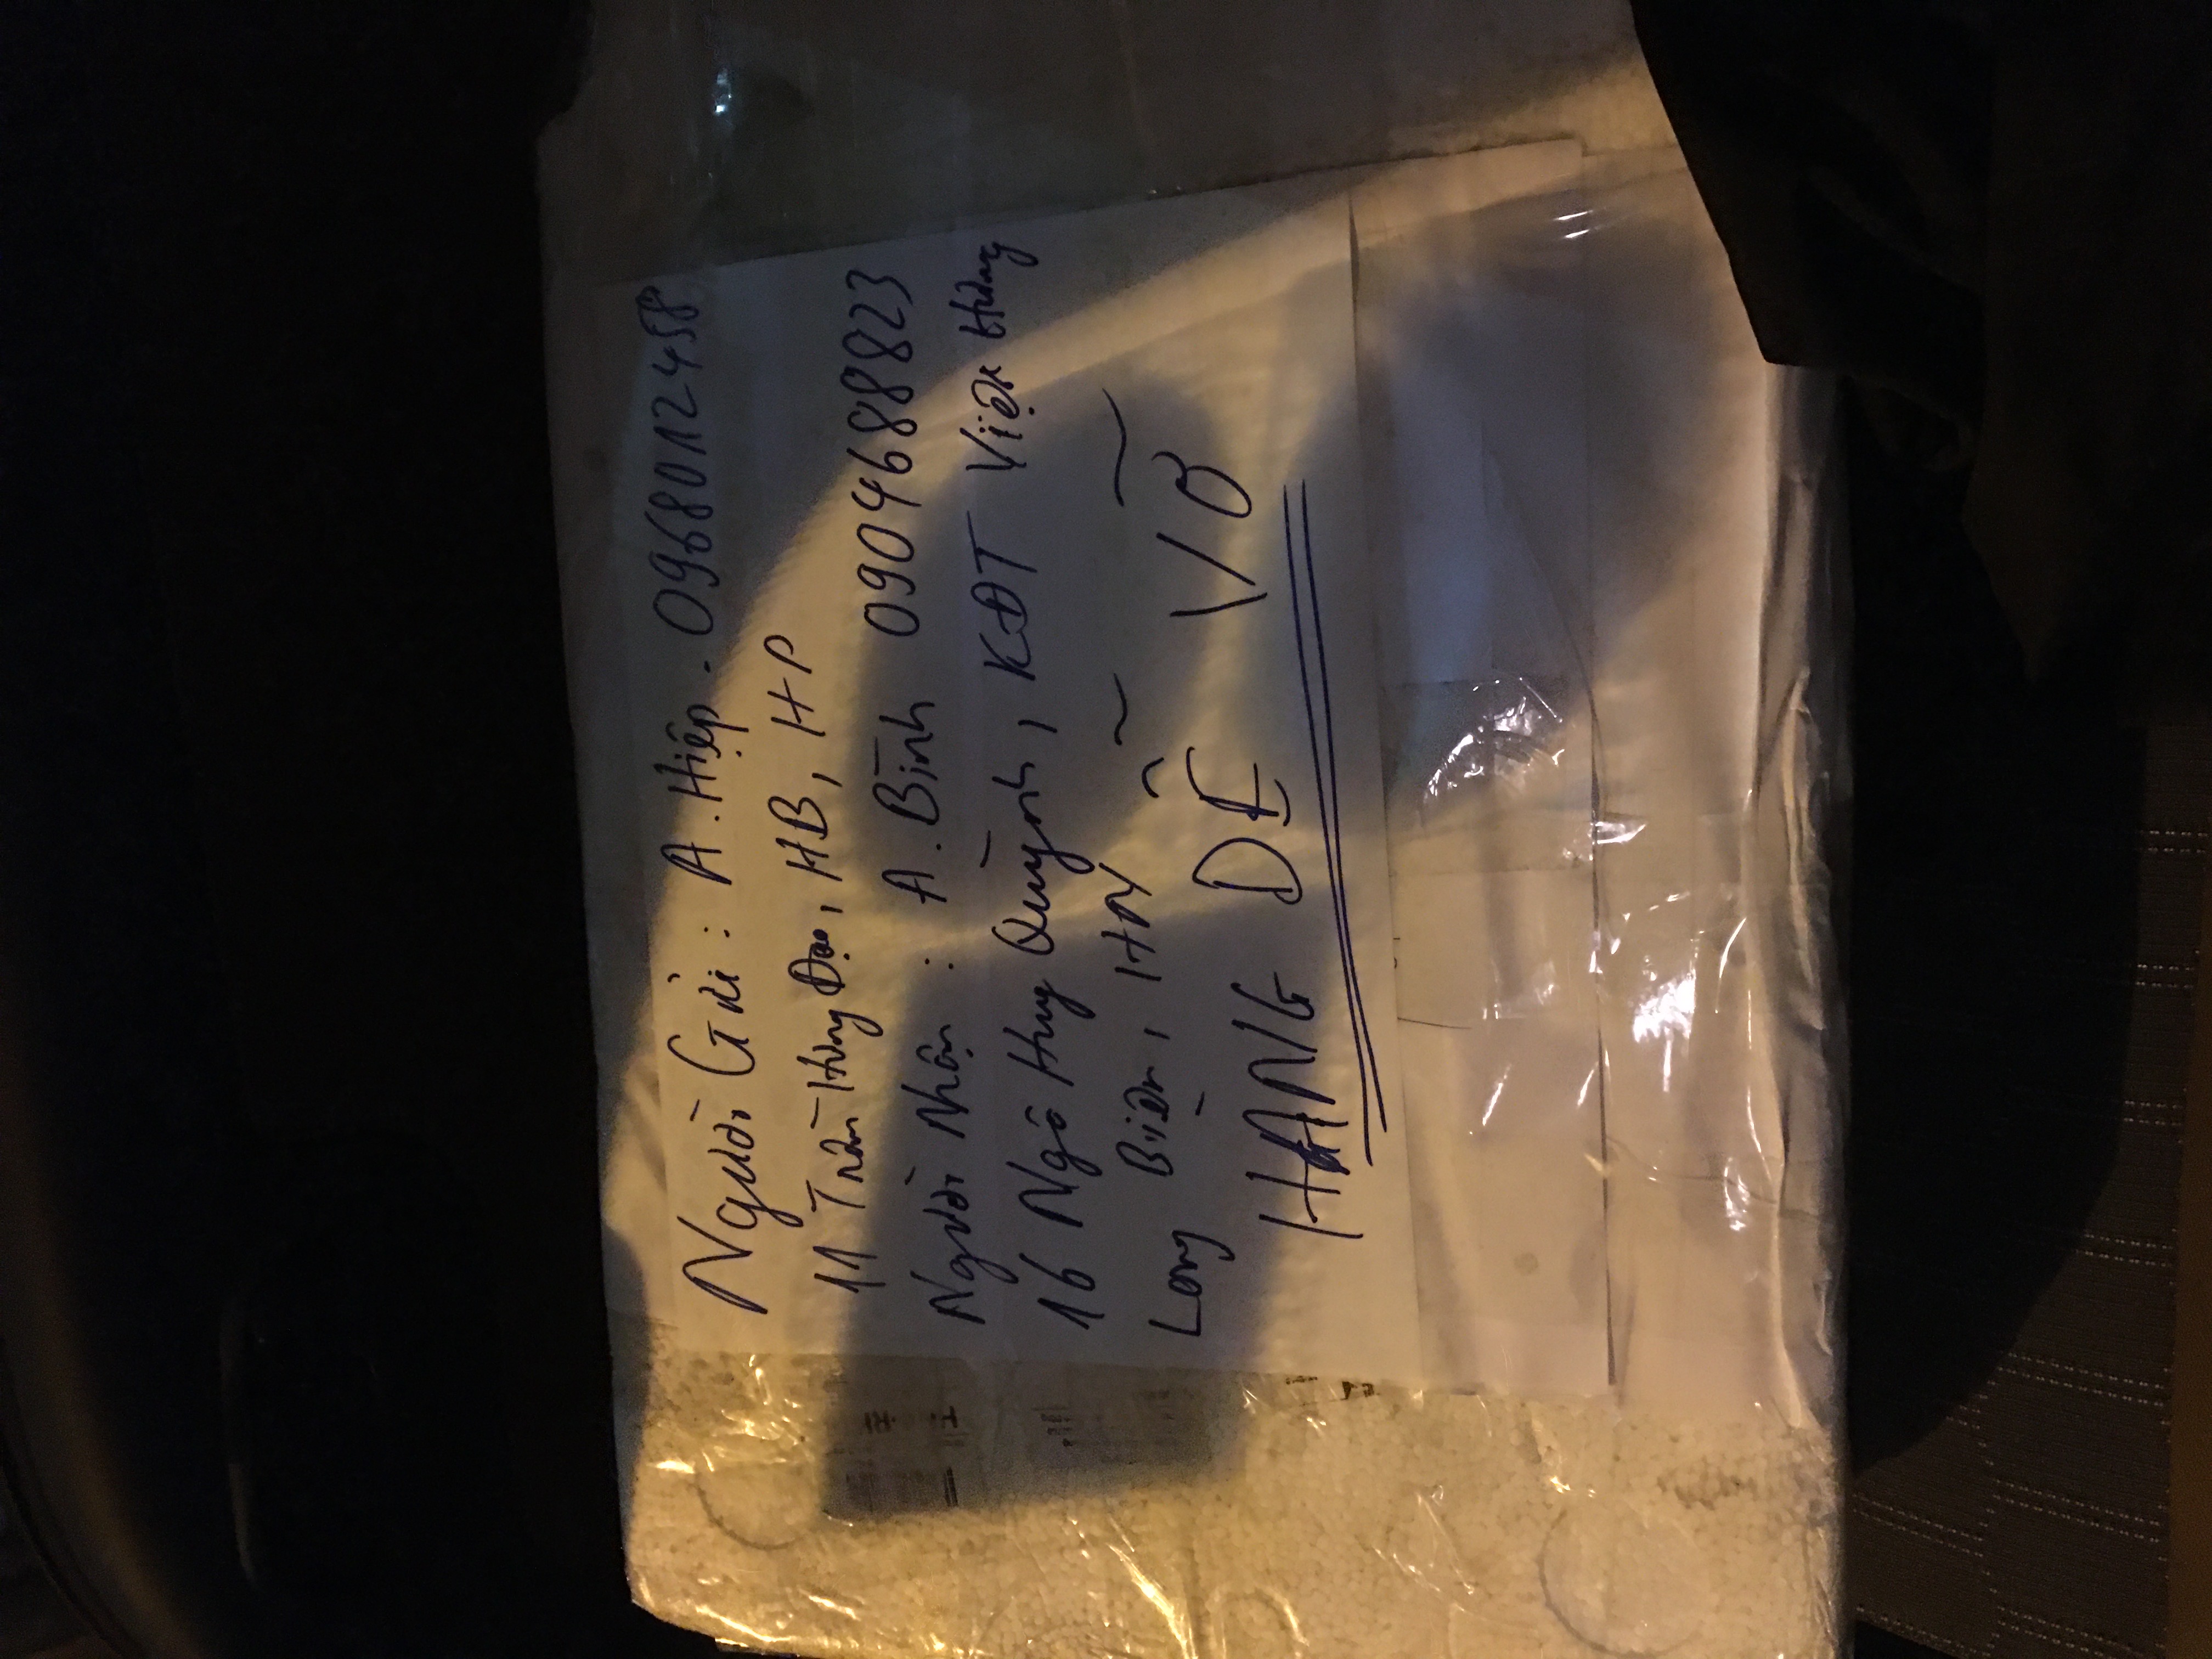 Người Gửi : A.Hiệp - 0968012458
11 Trần Hưng Đạo, HB, HP
Người Nhận : A.Bình 0904688823
16 Ngô Huy Quỳnh, KĐT Việt Hưng
Long Biên, HN
HÀNG DỄ VỠ